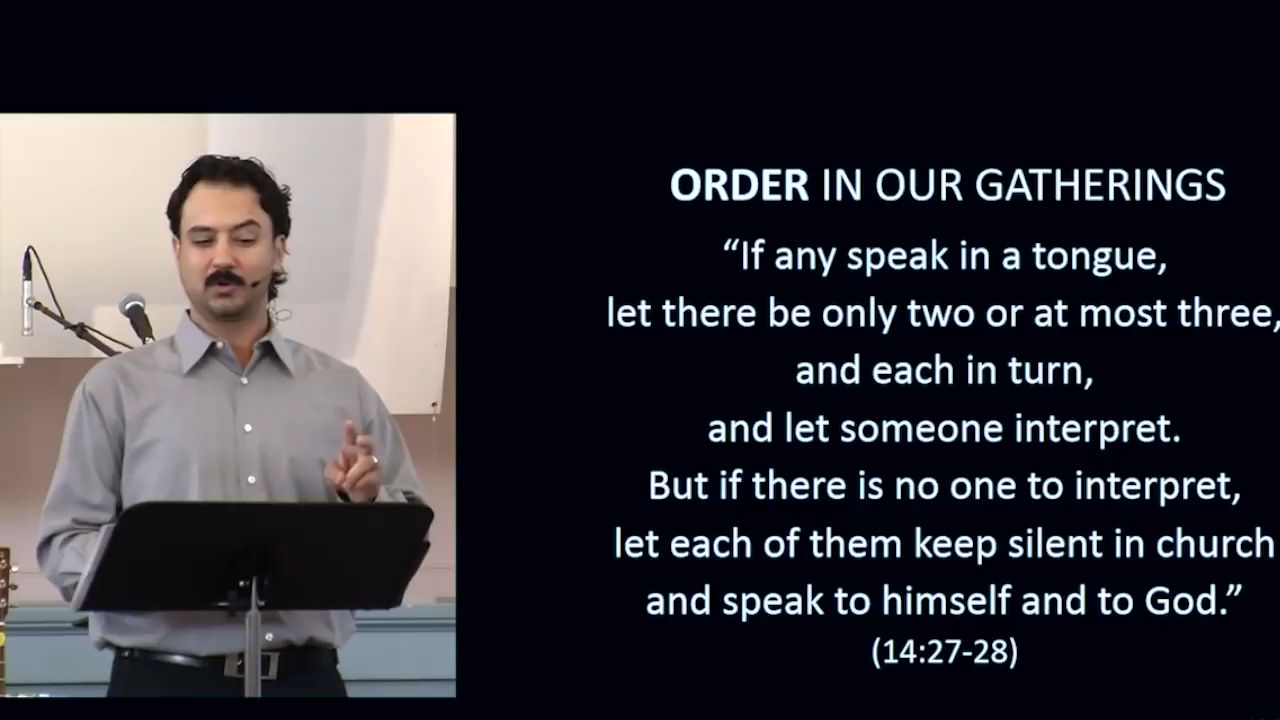 ORDER IN OUR GATHERINGS
“If any speak in a tongue,
let there be only two or at most three,
and each in turn,
and let someone interpret.
But if there is no one to interpret,
let each of them keep silent in church
and speak to himself and to God.”
(14:27-28)